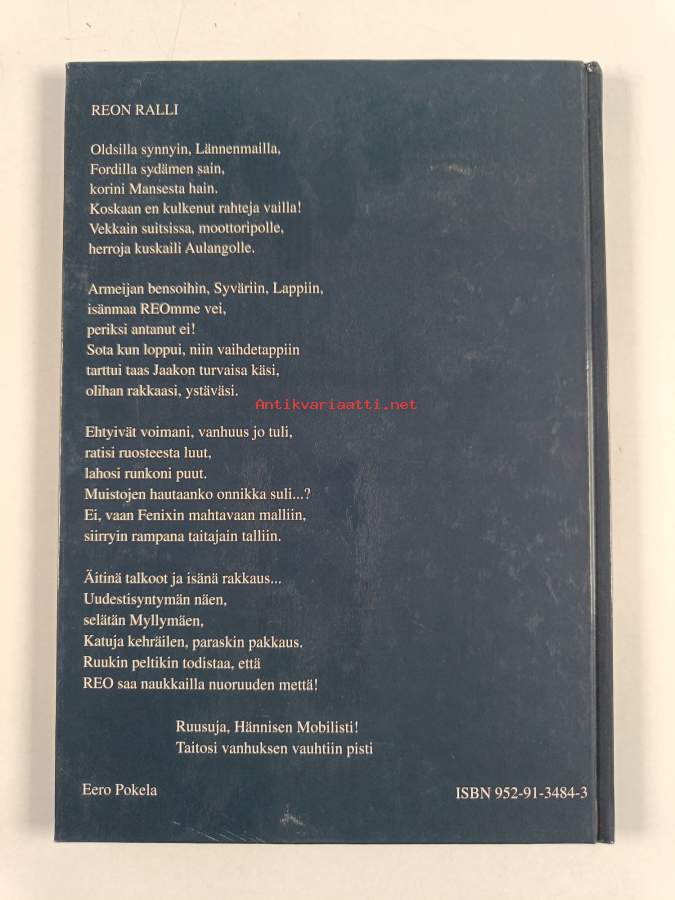 REON RALLI
Oldsilla synnyin, Lännenmailla,
Fordilla sydämen sain,
korini Mansesta hain.
Koskaan en kulkenut rahteja vailla!
Vekkain suitsissa, moottoripolle,
herroja kuskaili Aulangolle.
Armeijan bensoihin, Syväriin, Lappiin,
isänmaa REOmme vei,
periksi antanut ei!
Sota kun loppui, niin vaihdetappiin
tarttui taas Jaakon turvaisa käsi,
olihan rakkaasi, ystäväsi.
Antikvariaatti.net
Ehtyivät voimani, vanhuus jo tuli,
ratisi ruosteesta luut,
lahosi runkoni puut.
Muistojen hautaanko onnikka suli...?
Ei, vaan Fenixin mahtavaan malliin,
siirryin rampana taitajain talliin.
Äitinä talkoot ja isänä rakkaus...
Uudestisyntymän näen,
selätän Myllymäen,
Katuja kehräilen, paraskin pakkaus.
Ruukin peltikin todistaa, että
REO saa naukkailla nuoruuden mettä!
Ruusuja, Hännisen Mobilisti!
Taitosi vanhuksen vauhtiin pisti
Eero Pokela
ISBN 952-91-3484-3